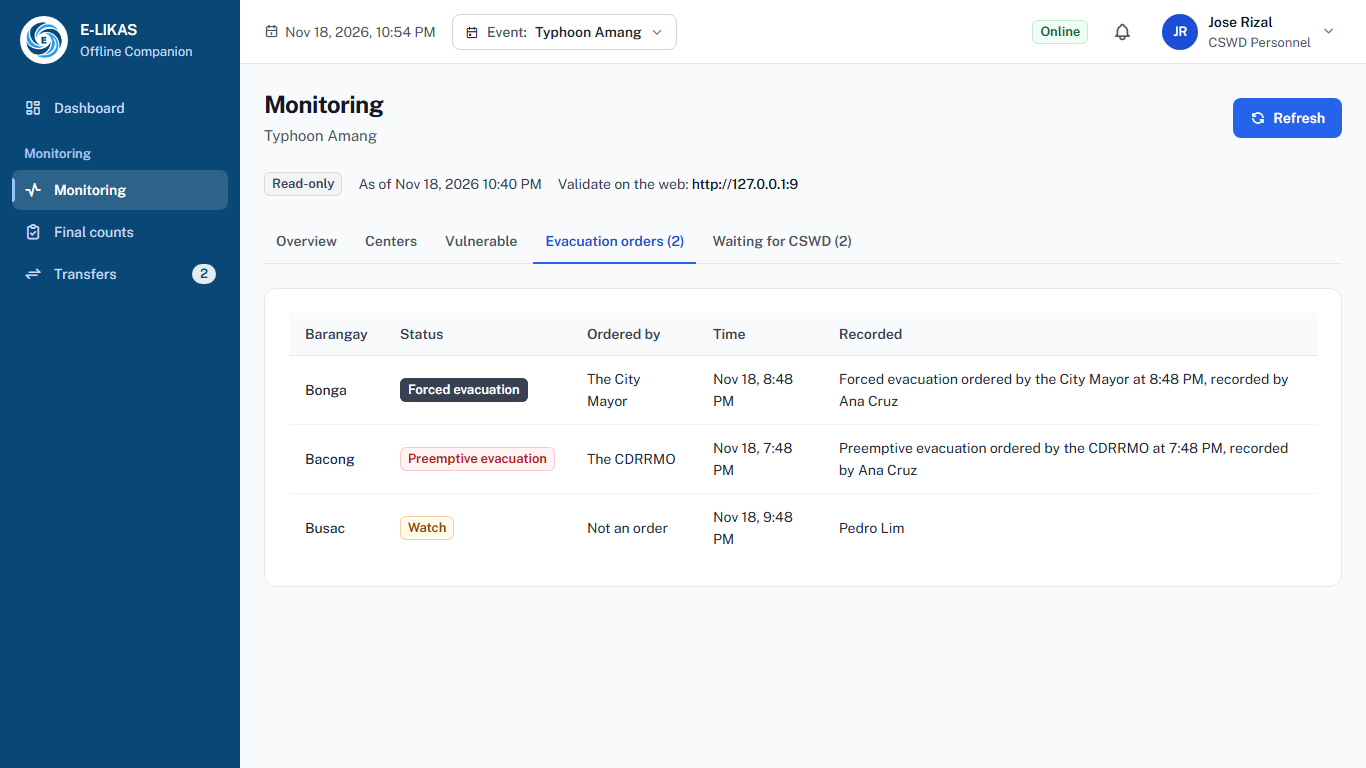 E-LIKAS
Offline Companion
Dashboard
Monitoring
Monitoring
Final counts
Transfers 2
Nov 18, 2026, 10:54 PM Event: Typhoon Amang Online JR Jose Rizal
CSWD Personnel
Monitoring
Typhoon Amang
Refresh
Read-only As of Nov 18, 2026 10:40 PM Validate on the web: http://127.0.0.1:9
Overview Centers Vulnerable Evacuation orders (2) Waiting for CSWD (2)
Barangay Status Ordered by Time Recorded
Bonga Forced evacuation The City Mayor Nov 18, 8:48 PM Forced evacuation ordered by the City Mayor at 8:48 PM, recorded by Ana Cruz
Bacong Preemptive evacuation The CDRRMO Nov 18, 7:48 PM Preemptive evacuation ordered by the CDRRMO at 7:48 PM, recorded by Ana Cruz
Busac Watch Not an order Nov 18, 9:48 PM Pedro Lim